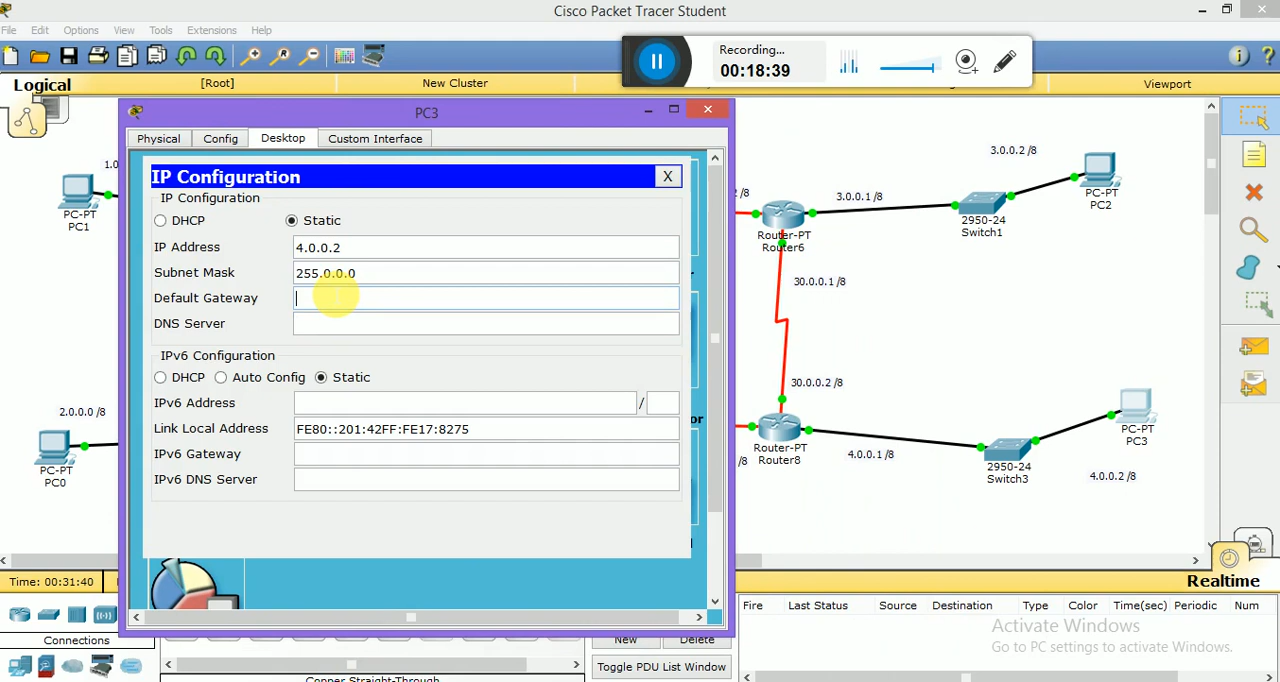 Cisco Packet Tracer Student
File Edit Options View Tools Extensions Help
Recording...
00:18:39
Logical
[Root]
New Cluster
Viewport
PC3
Physical
Config
Desktop
Custom Interface
IP Configuration
X
IP Configuration
DHCP
Static
IP Address
4.0.0.2
Subnet Mask
255.0.0.0
Default Gateway
DNS Server
IPv6 Configuration
DHCP
Auto Config
Static
IPv6 Address
/
Link Local Address
FE80::201:42FF:FE17:8275
IPv6 Gateway
IPv6 DNS Server
1.0
PC-PT
PC1
2.0.0.0 /8
PC-PT
PC0
/8
Router-PT
Router6
3.0.0.1 /8
2950-24
Switch1
3.0.0.2 /8
PC-PT
PC2
30.0.0.1 /8
30.0.0.2 /8
/8
Router-PT
Router8
4.0.0.1 /8
2950-24
Switch3
PC-PT
PC3
4.0.0.2 /8
or
Time: 00:31:40
Realtime
Connections
New
Delete
Toggle PDU List Window
Copper Straight-Through
Fire Last Status Source Destination Type Color Time(sec) Periodic Num
Activate Windows
Go to PC settings to activate Windows.